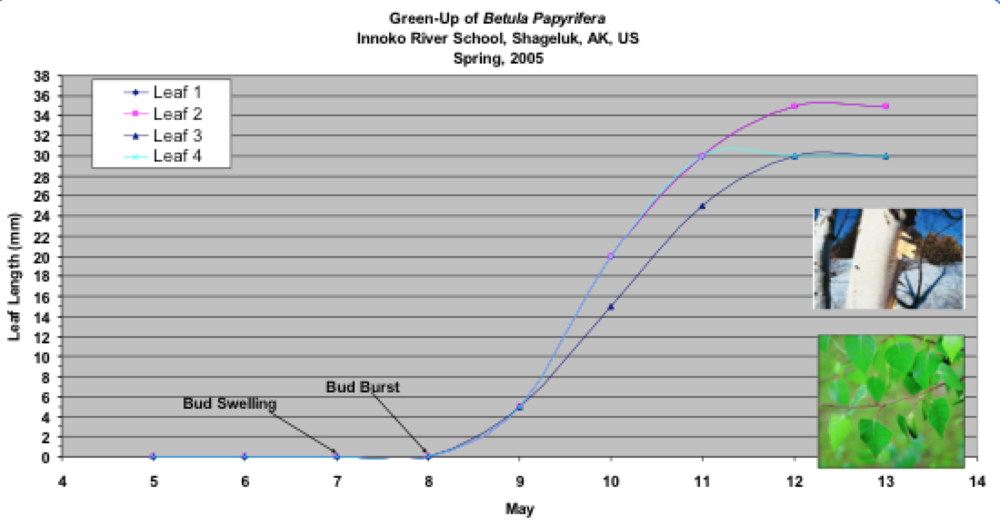 Green-Up of Betula Papyrifera
Innoko River School, Shageluk, AK, US
Spring, 2005
38
36
34
32
30
28
26
24
22
20
18
16
14
12
10
8
6
4
2
0
Leaf Length (mm)
Leaf 1
Leaf 2
Leaf 3
Leaf 4
Bud Burst
Bud Swelling
4 5 6 7 8 9 10 11 12 13 14
May